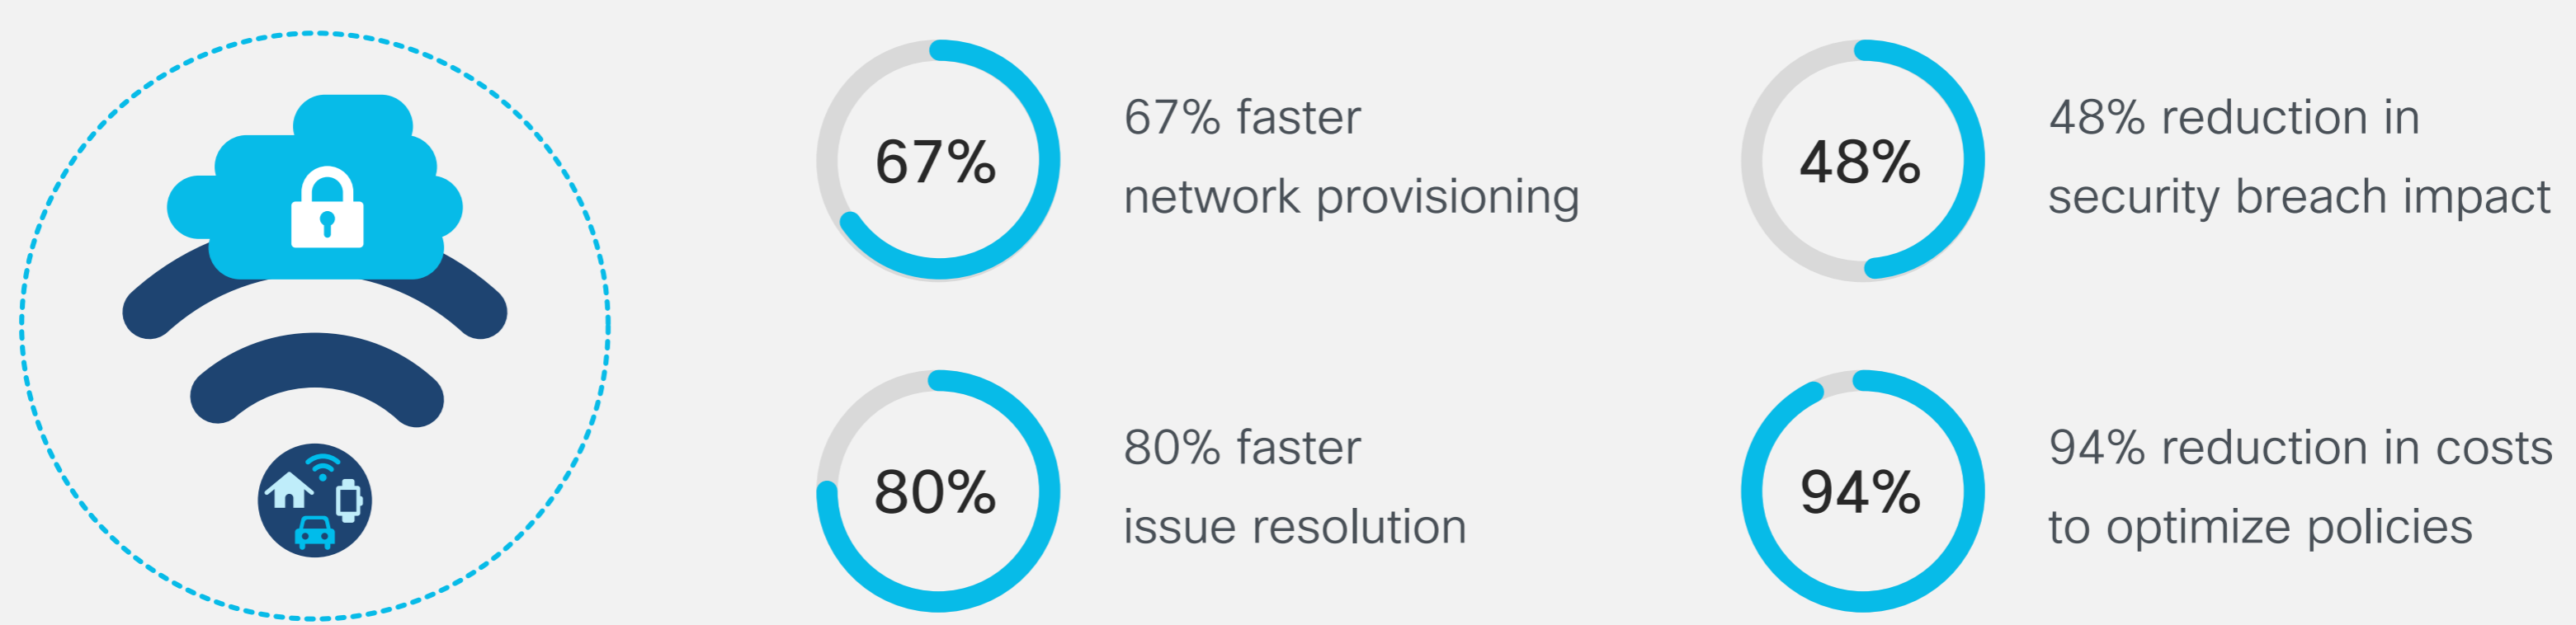 67%
67% faster
network provisioning
48%
48% reduction in
security breach impact
80%
80% faster
issue resolution
94%
94% reduction in costs
to optimize policies